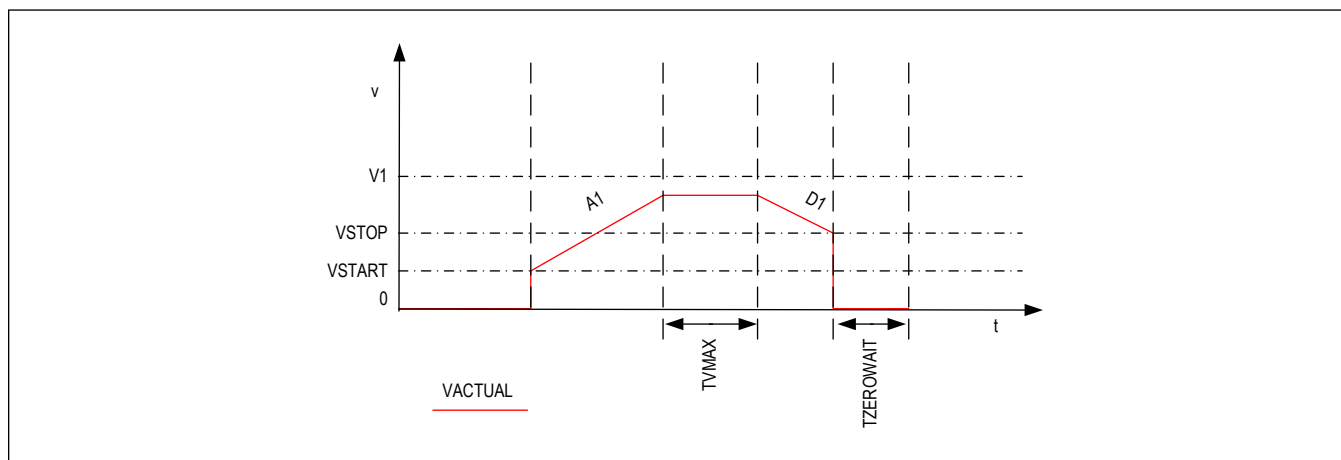 v
V1
A1
D1
VSTOP
VSTART
0
t
TVMAX
TZEROWAIT
VACTUAL